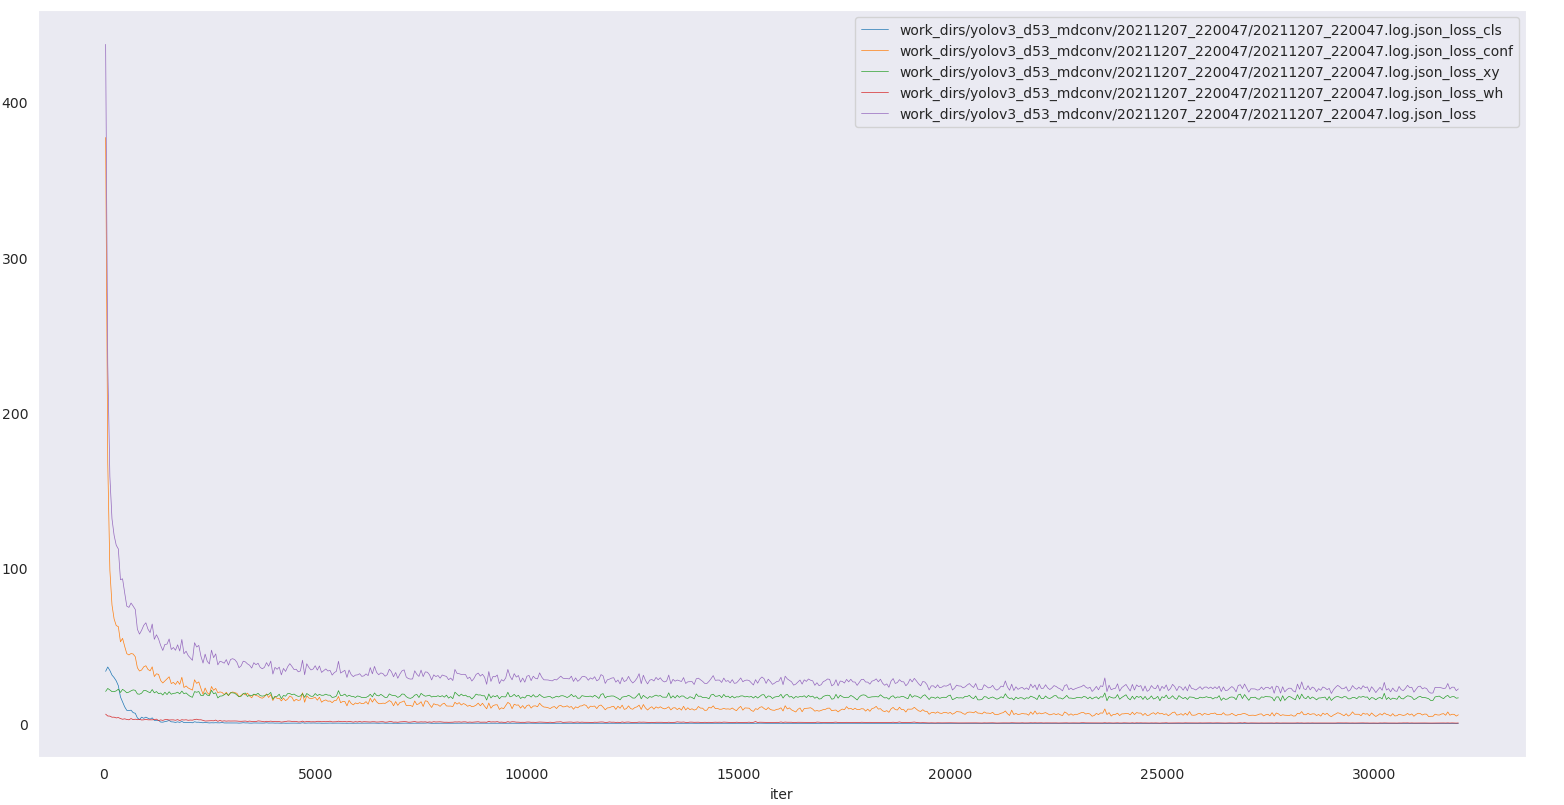 work_dirs/yolov3_d53_mdconv/20211207_220047/20211207_220047.log.json_loss_cls
work_dirs/yolov3_d53_mdconv/20211207_220047/20211207_220047.log.json_loss_conf
work_dirs/yolov3_d53_mdconv/20211207_220047/20211207_220047.log.json_loss_xy
work_dirs/yolov3_d53_mdconv/20211207_220047/20211207_220047.log.json_loss_wh
work_dirs/yolov3_d53_mdconv/20211207_220047/20211207_220047.log.json_loss
400
300
200
100
0
0 5000 10000 15000 20000 25000 30000
iter